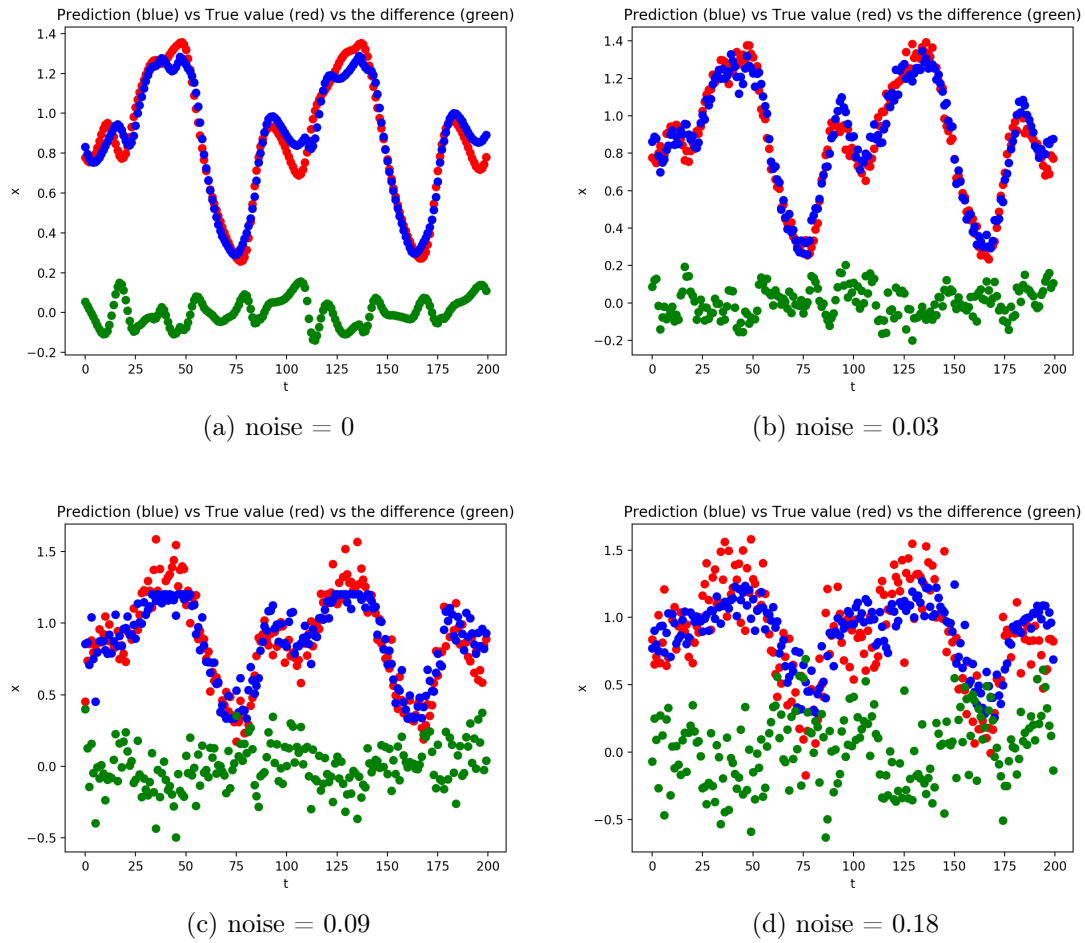 Prediction (blue) vs True value (red) vs the difference (green)
1.4
1.2
1.0
0.8
0.6
0.4
0.2
0.0
−0.2
x
0 25 50 75 100 125 150 175 200
t
(a) noise = 0
Prediction (blue) vs True value (red) vs the difference (green)
1.4
1.2
1.0
0.8
0.6
0.4
0.2
0.0
−0.2
x
0 25 50 75 100 125 150 175 200
t
(b) noise = 0.03
Prediction (blue) vs True value (red) vs the difference (green)
1.5
1.0
0.5
0.0
−0.5
x
0 25 50 75 100 125 150 175 200
t
(c) noise = 0.09
Prediction (blue) vs True value (red) vs the difference (green)
1.5
1.0
0.5
0.0
−0.5
x
0 25 50 75 100 125 150 175 200
t
(d) noise = 0.18